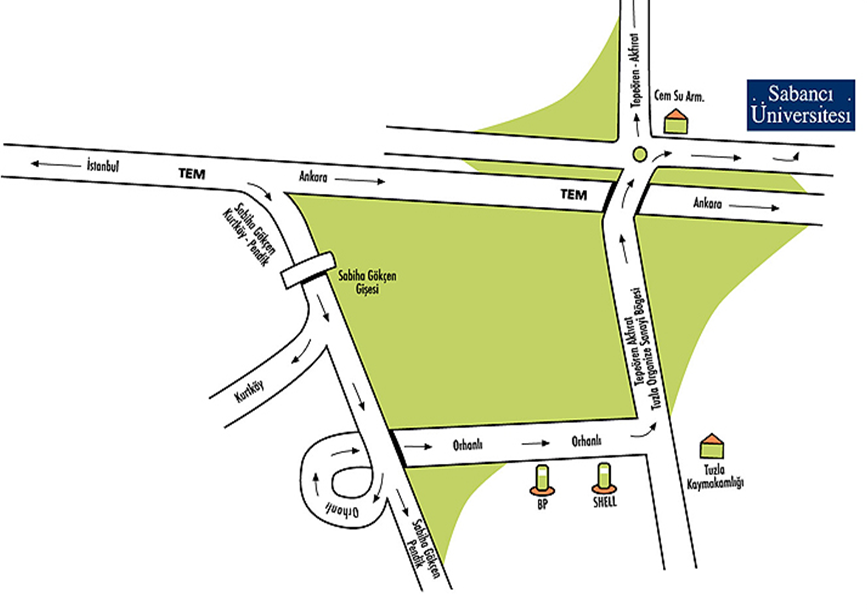 Tepeören - Akfırat
Cem Su Arm.
Sabancı
Üniversitesi
İstanbul
TEM
Ankara
TEM
Ankara
Sabiha Gökçen
Kurtköy - Pendik
Sabiha Gökçen
Gişesi
Kurtköy
Tepeören Akfırat
Tuzla Organize Sanayi Bögesi
Orhanlı
Orhanlı
Tuzla
Kaymakamlığı
BP
SHELL
Orhanlı
Sabiha Gökçen
Pendik